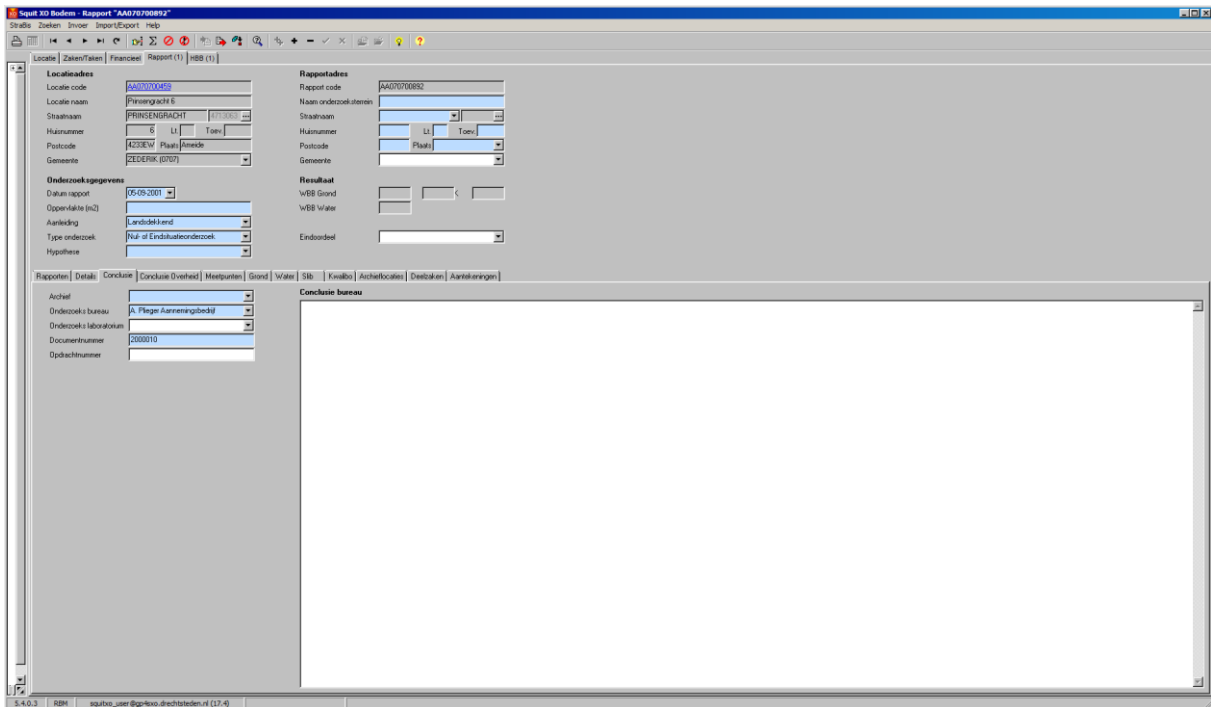 Squit XO Bodem - Rapport "AA070700892"
StraBis Zoeken Invoer Import/Export Help
Locatie Zaken/Taken Financieel Rapport (1) HBB (1)
Locatieadres Rapportadres
Locatie code AA070700459 Rapport code AA070700892
Locatie naam Prinsengracht 6 Naam onderzoeksterrein
Straatnaam PRINSENGRACHT 4713063 ... Straatnaam ...
Huisnummer 6 Lt. Toev. Huisnummer Lt. Toev.
Postcode 4233EW Plaats Ameide Postcode Plaats
Gemeente ZEDERIK (0707) Gemeente
Onderzoeksgegevens Resultaat
Datum rapport 05-09-2001 WBB Grond <
Oppervlakte (m2) WBB Water
Aanleiding Landsdekkend
Type onderzoek Nul- of Eindsituatieonderzoek Eindoordeel
Hypothese
Rapporten Details Conclusie Conclusie Overheid Meetpunten Grond Water Slib Kwalibo Archieflocaties Deelzaken Aantekeningen
Archief Conclusie bureau
Onderzoeks bureau A. Plieger Aannemingsbedrijf
Onderzoeks laboratorium
Documentnummer 2088010
Opdrachtnummer
5.4.0.3 RBM squitxo_user@gp4sxo.drechtsteden.nl (17.4)